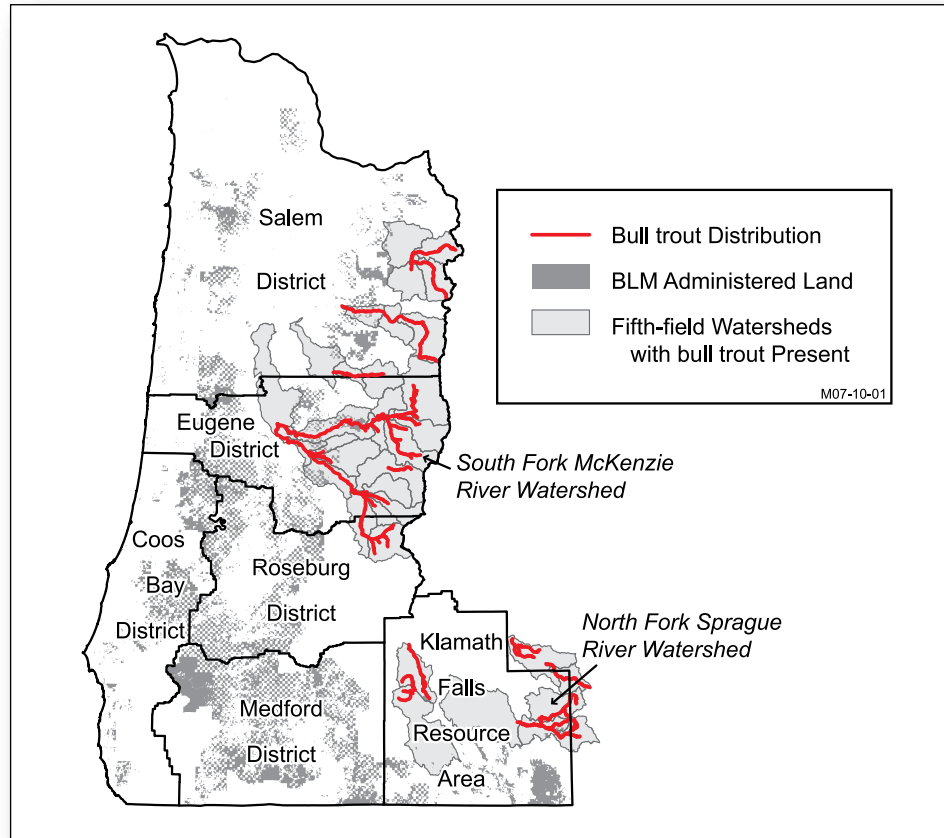 Salem
District
Bull trout Distribution
BLM Administered Land
Fifth-field Watersheds
with bull trout Present
M07-10-01
Eugene
District
South Fork McKenzie
River Watershed
Coos
Bay
District
Roseburg
District
North Fork Sprague
River Watershed
Klamath
Falls
Resource
Area
Medford
District